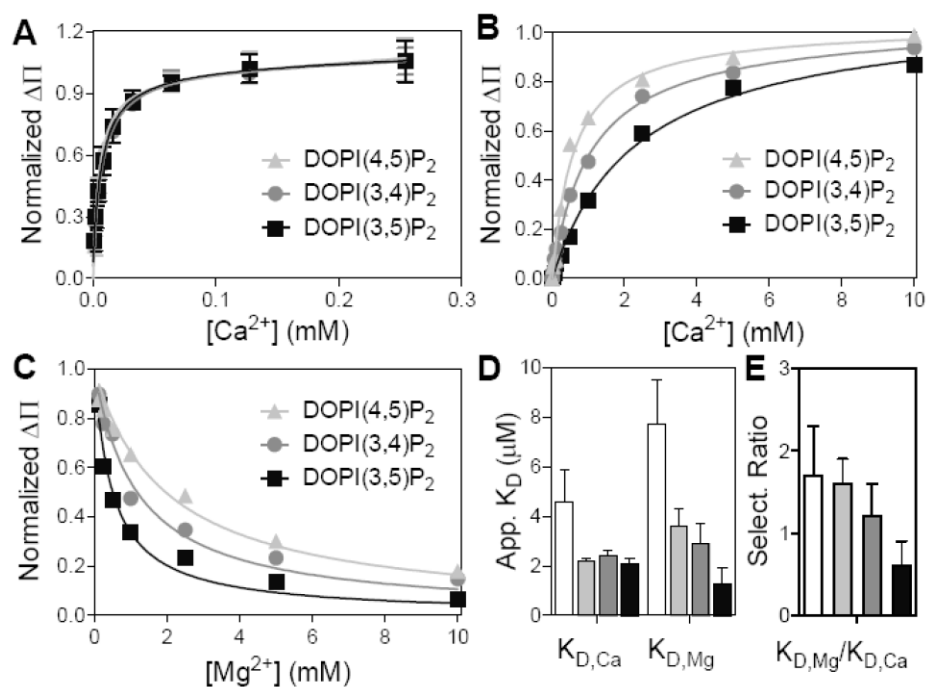 A
Normalized ΔΠ
1.2
0.9
0.6
0.3
0.0
DOPI(4,5)P₂
DOPI(3,4)P₂
DOPI(3,5)P₂
0.0 0.1 0.2 0.3
[Ca²⁺] (mM)
B
Normalized ΔΠ
1.0
0.8
0.6
0.4
0.2
0.0
DOPI(4,5)P₂
DOPI(3,4)P₂
DOPI(3,5)P₂
0 2 4 6 8 10
[Ca²⁺] (mM)
C
Normalized ΔΠ
1.0
0.8
0.6
0.4
0.2
0.0
DOPI(4,5)P₂
DOPI(3,4)P₂
DOPI(3,5)P₂
0 2 4 6 8 10
[Mg²⁺] (mM)
D
App. K_D (μM)
10
8
6
4
2
0
K_D,Ca K_D,Mg
E
Select. Ratio
3
2
1
0
K_D,Mg/K_D,Ca